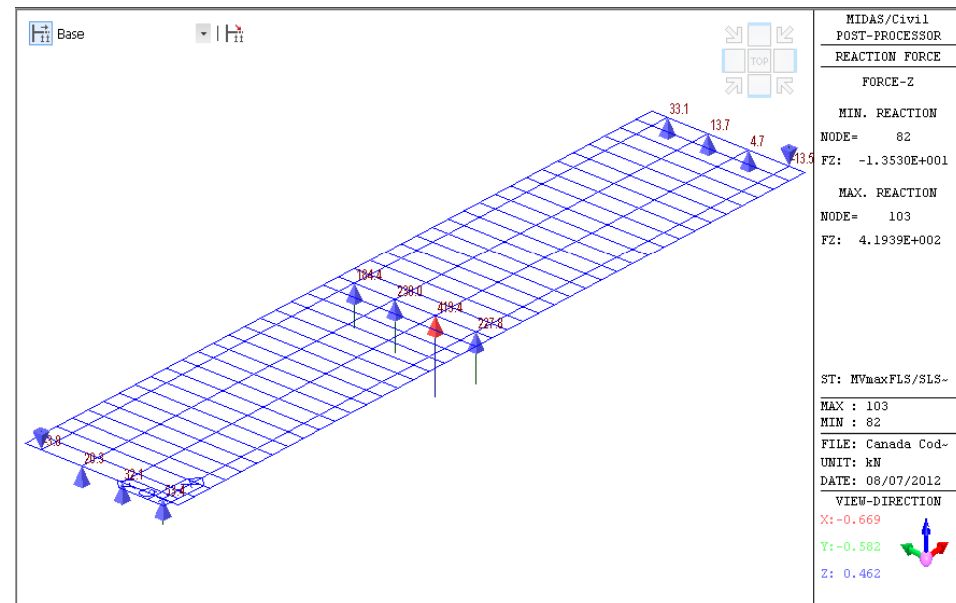 Base
TOP
33.1
13.7
4.7
-13.5
184.4
238.0
419.4
227.8
-3.8
20.3
32.1
MIDAS/Civil
POST-PROCESSOR
REACTION FORCE
FORCE-Z
MIN. REACTION
NODE= 82
FZ: -1.3530E+001
MAX. REACTION
NODE= 103
FZ: 4.1939E+002
ST: MVmaxFLS/SLS~
MAX : 103
MIN : 82
FILE: Canada Cod~
UNIT: kN
DATE: 08/07/2012
VIEW-DIRECTION
X:-0.669
Y:-0.582
Z: 0.462